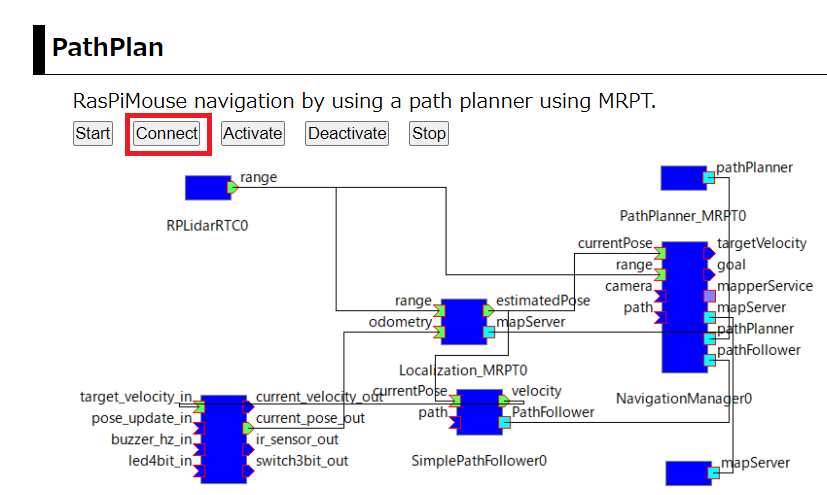 PathPlan
RasPiMouse navigation by using a path planner using MRPT.
Start Connect Activate Deactivate Stop
range
RPLidarRTC0
pathPlanner
PathPlanner_MRPT0
currentPose
range
camera
path
targetVelocity
goal
mapperService
mapServer
pathPlanner
pathFollower
NavigationManager0
range
odometry
estimatedPose
mapServer
Localization_MRPT0
currentPose
path
velocity
PathFollower
SimplePathFollower0
target_velocity_in
pose_update_in
buzzer_hz_in
led4bit_in
current_velocity_out
current_pose_out
ir_sensor_out
switch3bit_out
mapServer